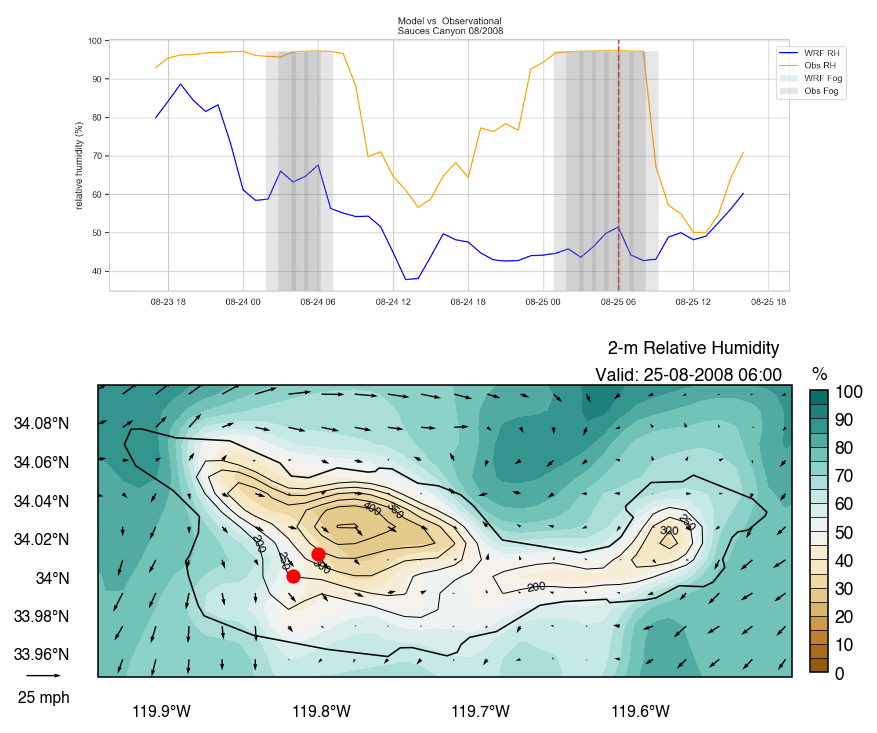 Model vs. Observational
Sauces Canyon 08/2008
100
90
80
70
60
50
40
relative humidity (%)
08-23 18
08-24 00
08-24 06
08-24 12
08-24 18
08-25 00
08-25 06
08-25 12
08-25 18
WRF RH
Obs RH
WRF Fog
Obs Fog
2-m Relative Humidity
Valid: 25-08-2008 06:00
%
34.08°N
34.06°N
34.04°N
34.02°N
34°N
33.98°N
33.96°N
25 mph
119.9°W
119.8°W
119.7°W
119.6°W
400
350
200
250
300
200
250
300
100
90
80
70
60
50
40
30
20
10
0